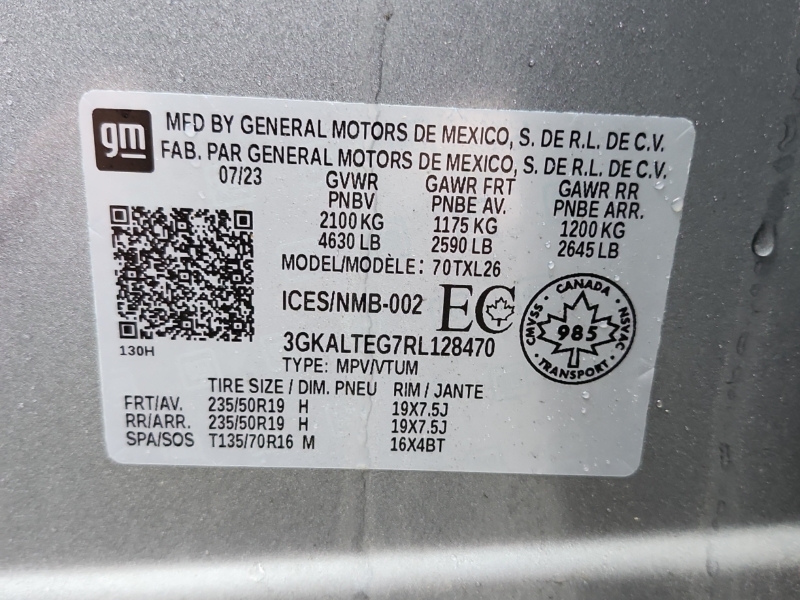 gm
MFD BY GENERAL MOTORS DE MEXICO, S. DE R.L. DE C.V.
FAB. PAR GENERAL MOTORS DE MEXICO, S. DE R.L. DE C.V.
07/23 GVWR GAWR FRT GAWR RR
PNBV PNBE AV. PNBE ARR.
2100 KG 1175 KG 1200 KG
4630 LB 2590 LB 2645 LB
MODEL/MODÈLE: 70TXL26
ICES/NMB-002 EC
CANADA
CMVSS 985 NSVAC
TRANSPORT
3GKALTEG7RL128470
130H
TYPE: MPV/VTUM
TIRE SIZE / DIM. PNEU RIM / JANTE
FRT/AV. 235/50R19 H 19X7.5J
RR/ARR. 235/50R19 H 19X7.5J
SPA/SOS T135/70R16 M 16X4BT